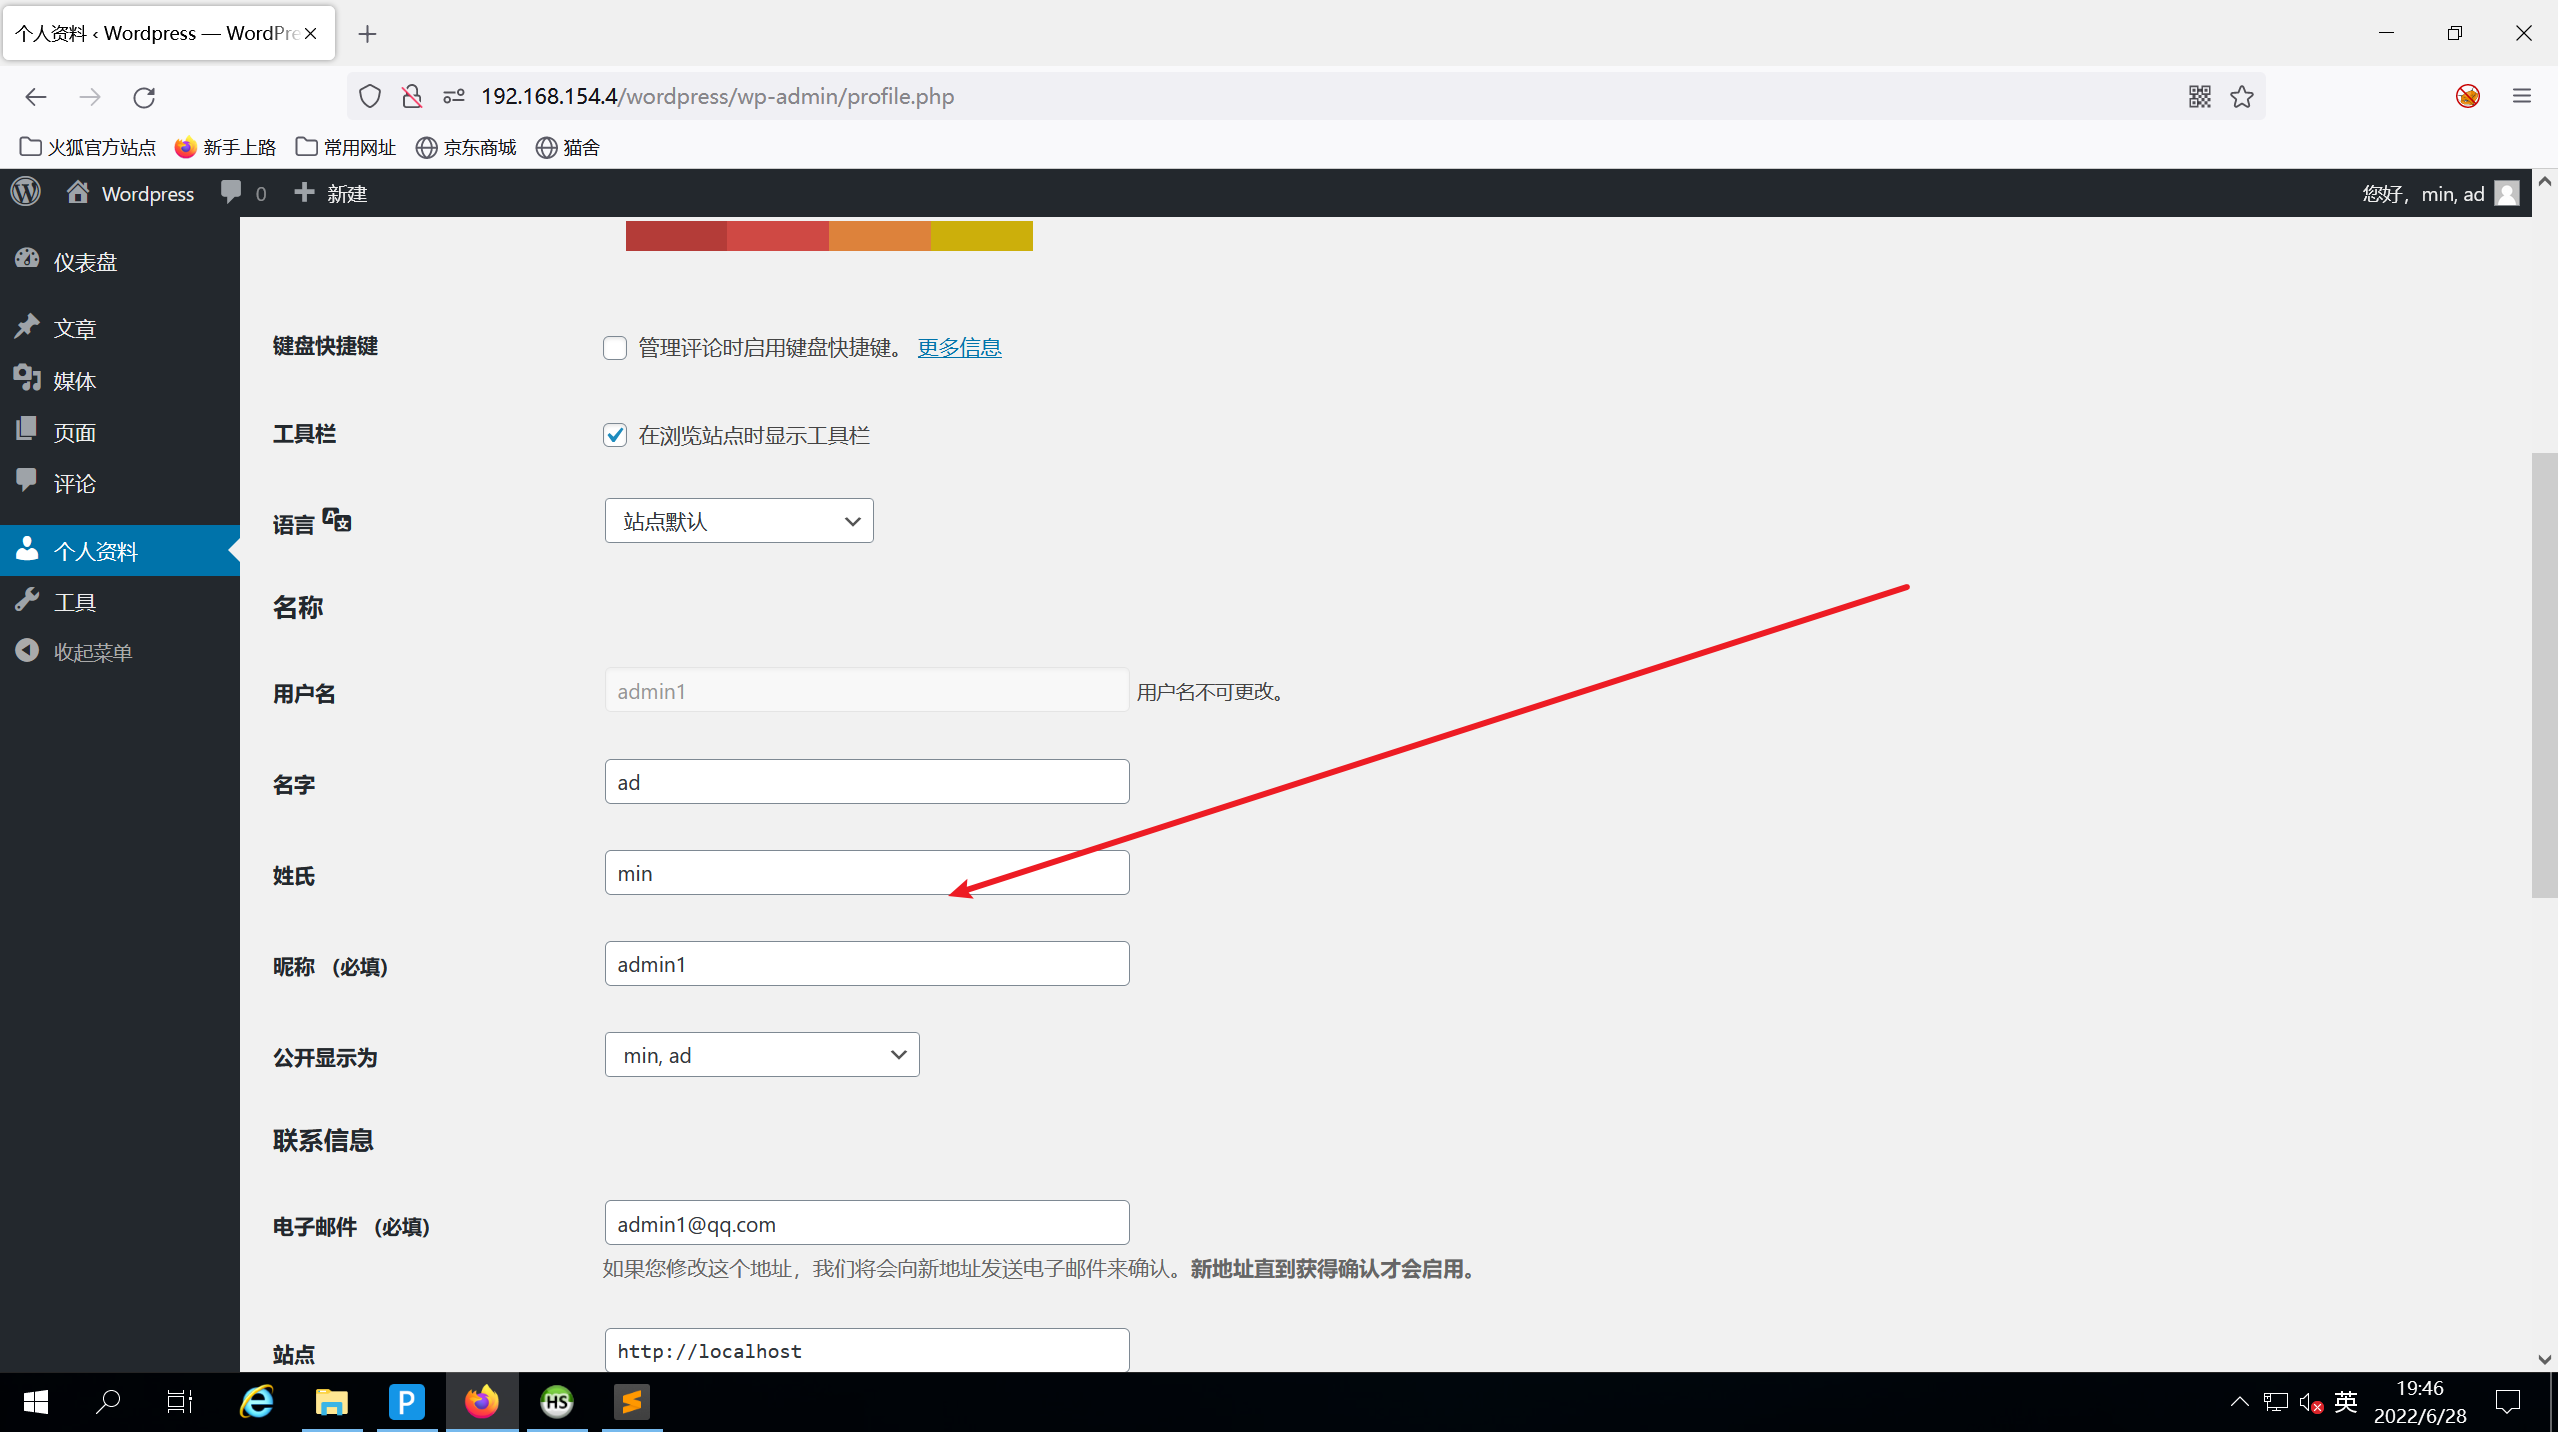 个人资料 ‹ Wordpress — WordPre
192.168.154.4/wordpress/wp-admin/profile.php
火狐官方站点 新手上路 常用网址 京东商城 猫舍
Wordpress 0 新建 您好，min, ad
仪表盘
文章
媒体
页面
评论
个人资料
工具
收起菜单
键盘快捷键 管理评论时启用键盘快捷键。 更多信息
工具栏 在浏览站点时显示工具栏
语言 站点默认
名称
用户名 admin1 用户名不可更改。
名字 ad
姓氏 min
昵称 （必填） admin1
公开显示为 min, ad
联系信息
电子邮件 （必填） admin1@qq.com
如果您修改这个地址，我们将会向新地址发送电子邮件来确认。新地址直到获得确认才会启用。
站点 http://localhost
英 19:46
2022/6/28